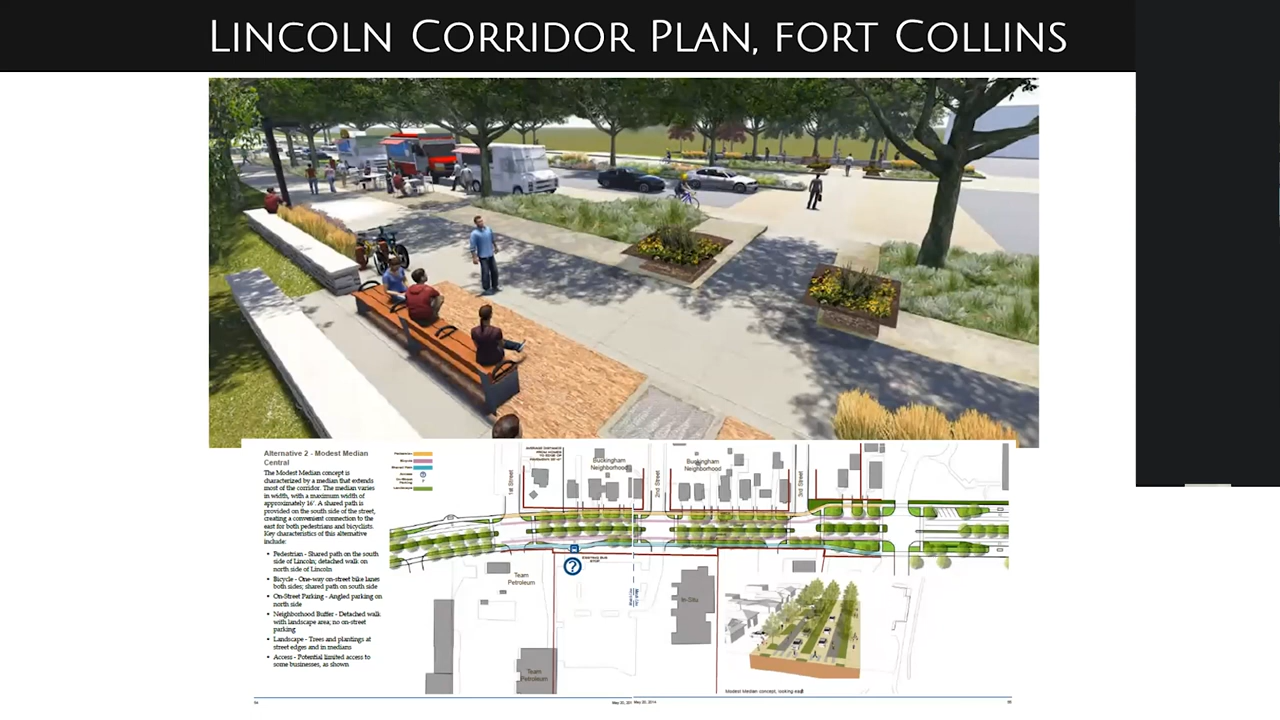 LINCOLN CORRIDOR PLAN, FORT COLLINS
Alternative 2 - Modest Median
Central
The Modest Median concept is
characterized by a median that extends
most of the corridor. The median varies
in width, with a maximum width of
approximately 16'. A shared path is
provided on the south side of the street,
creating a convenient connection to the
east for both pedestrians and bicyclists.
Key characteristics of this alternative
include:
• Pedestrian - Shared path on the south
side of Lincoln; detached walk on
north side of Lincoln
• Bicycle - One-way on-street bike lanes
both sides; shared path on south side
• On-Street Parking - Angled parking on
north side
• Neighborhood Buffer - Detached walk
with landscape area; no on-street
parking
• Landscape - Trees and plantings at
street edges and in medians
• Access - Potential limited access to
some businesses, as shown
1st Street
Buckingham
Neighborhood
2nd Street
Buckingham
Neighborhood
3rd Street
?
Team
Petroleum
In-Situ
Team
Petroleum
Modest Median concept, looking east
May 20, 2014